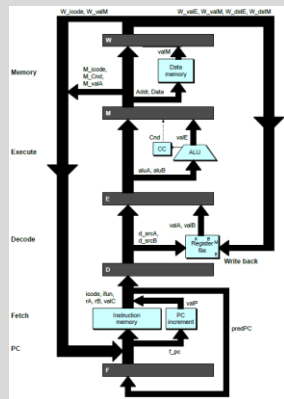 W_icode, W_valM
W_valE, W_valM, W_dstE, W_dstM
W
valM
Memory
M_icode,
M_Cnd,
M_valA
Data
memory
Addr, Data
M
Cnd
valE
Execute
CC
ALU
aluA, aluB
E
valA, valB
Decode
d_srcA,
d_srcB
A
B
M
Register
file
E
Write back
D
icode, ifun,
rA, rB, valC
valP
Fetch
Instruction
memory
PC
increment
predPC
PC
f_pc
F